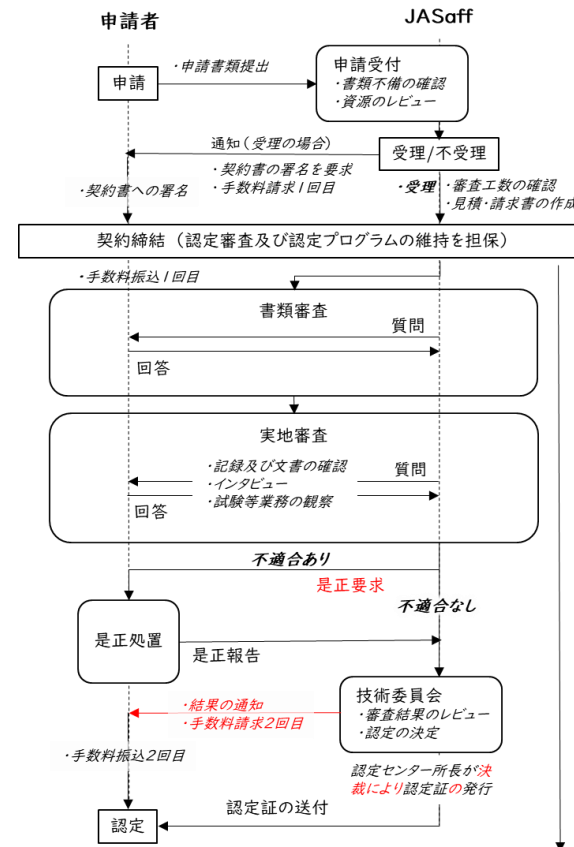 申請者
JASaff
・申請書類提出
申請
申請受付
・書類不備の確認
・資源のレビュー
通知(受理の場合)
受理/不受理
・契約書の署名を要求
・手数料請求1回目
・受理
・審査工数の確認
・見積・請求書の作成
・契約書への署名
契約締結 (認定審査及び認定プログラムの維持を担保)
・手数料振込1回目
書類審査
質問
回答
実地審査
・記録及び文書の確認
質問
・インタビュー
・試験等業務の観察
回答
不適合あり
是正要求
不適合なし
是正処置
是正報告
技術委員会
・審査結果のレビュー
・認定の決定
・結果の通知
・手数料請求2回目
・手数料振込2回目
認定センター所長が決
裁により認定証の発行
認定証の送付
認定